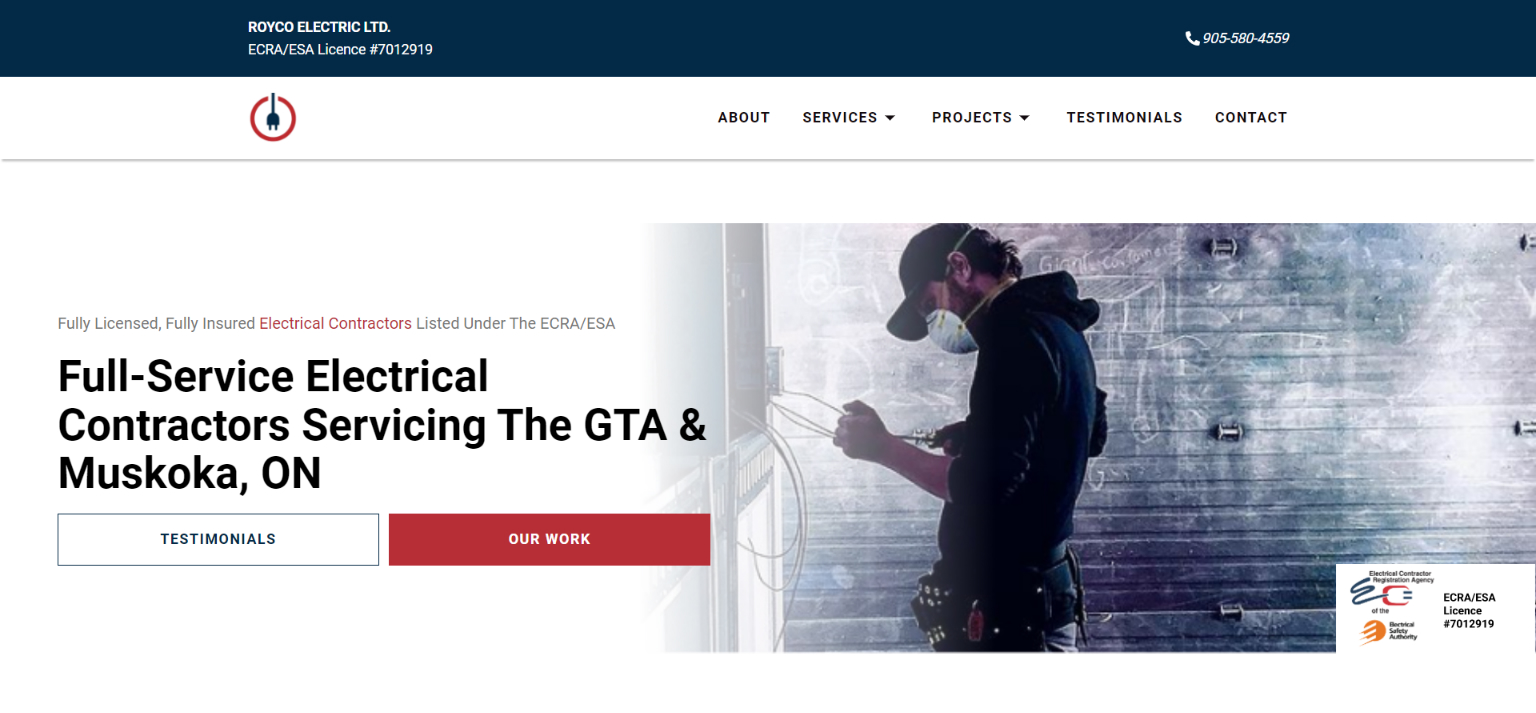 ROYCO ELECTRIC LTD.
ECRA/ESA Licence #7012919
905-580-4559
ABOUT SERVICES PROJECTS TESTIMONIALS CONTACT
Fully Licensed, Fully Insured Electrical Contractors Listed Under The ECRA/ESA
Full-Service Electrical
Contractors Servicing The GTA &
Muskoka, ON
TESTIMONIALS OUR WORK
Electrical Contractor
Registration Agency
of the
Electrical
Safety
Authority
ECRA/ESA
Licence
#7012919